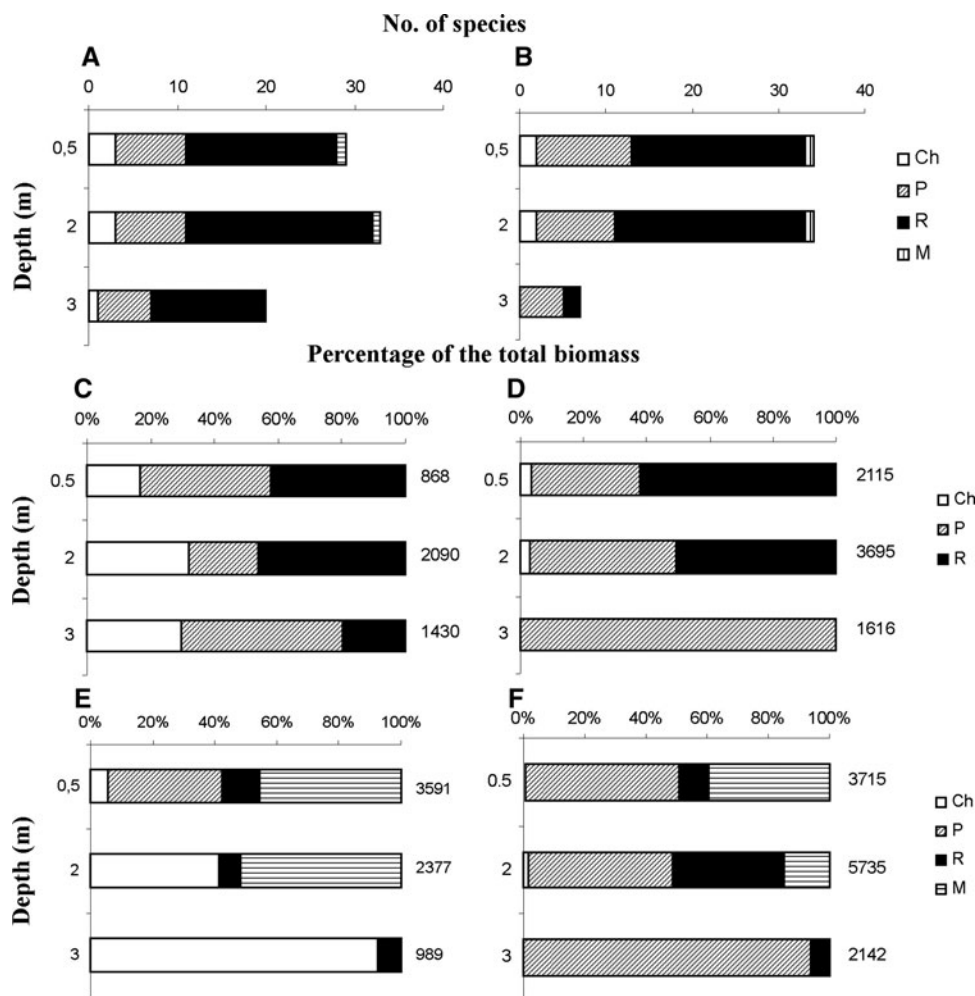 No. of species
A
0 10 20 30 40
0,5
2
3
Depth (m)
B
0 10 20 30 40
0,5
2
3
Ch
P
R
M
Percentage of the total biomass
C
0% 20% 40% 60% 80% 100%
0.5 868
2 2090
3 1430
Depth (m)
D
0% 20% 40% 60% 80% 100%
0.5 2115
2 3695
3 1616
Ch
P
R
E
0% 20% 40% 60% 80% 100%
0,5 3591
2 2377
3 989
Depth (m)
F
0% 20% 40% 60% 80% 100%
0.5 3715
2 5735
3 2142
Ch
P
R
M